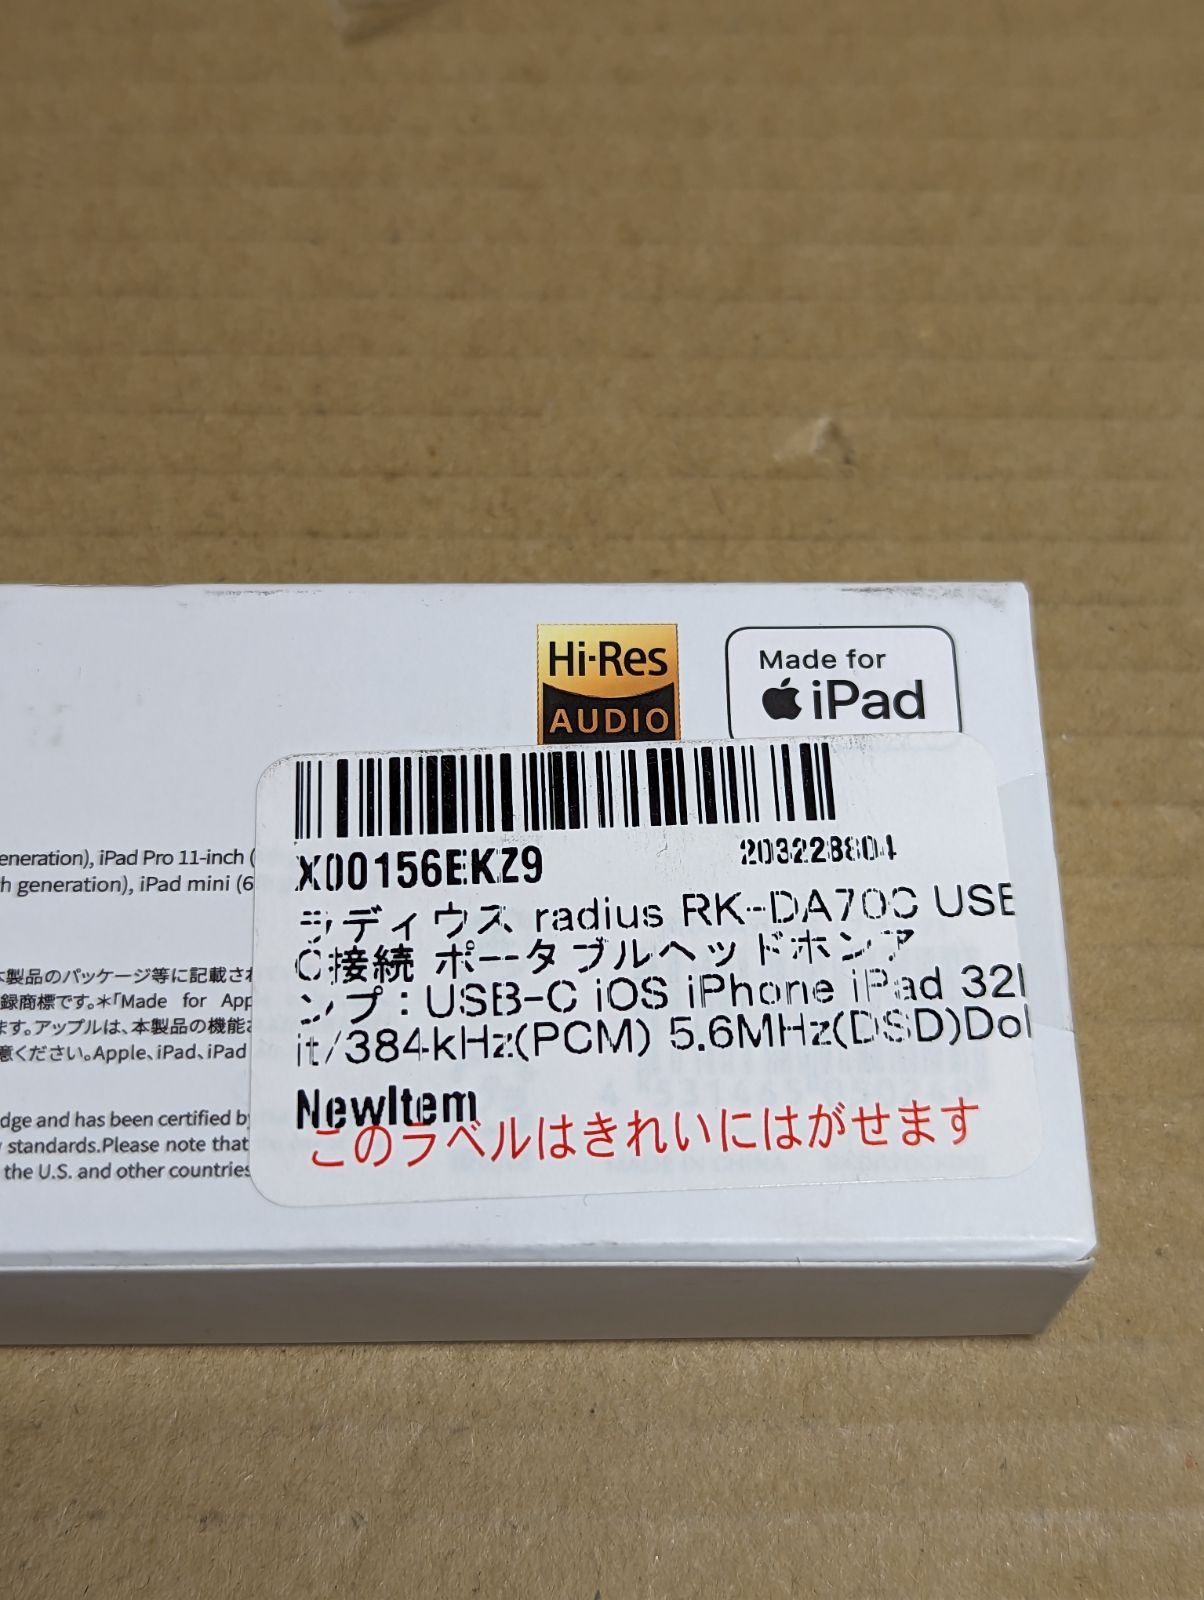 Hi-Res
AUDIO
Made for
iPad
eneration), iPad Pro 11-inch (
h generation), iPad mini (6
本製品のパッケージ等に記載され
録商標です。＊「Made for App
ます。アップルは、本製品の機能
意ください。Apple、iPad、iPad
dge and has been certified by
standards.Please note that
the U.S. and other countries
X00156EKZ9
203228804
ラディウス radius RK-DA70C USB
C接続 ポータブルヘッドホンア
ンプ : USB-C iOS iPhone iPad 32b
it/384kHz(PCM) 5.6MHz(DSD)Dol
NewItem
このラベルはきれいにはがせます